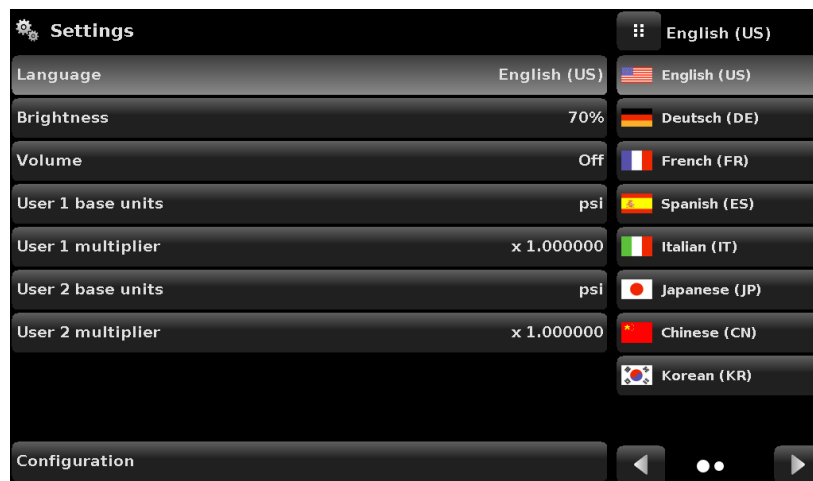 Settings
English (US)
Language English (US)
Brightness 70%
Volume Off
User 1 base units psi
User 1 multiplier x 1.000000
User 2 base units psi
User 2 multiplier x 1.000000
Configuration
English (US)
Deutsch (DE)
French (FR)
Spanish (ES)
Italian (IT)
Japanese (JP)
Chinese (CN)
Korean (KR)